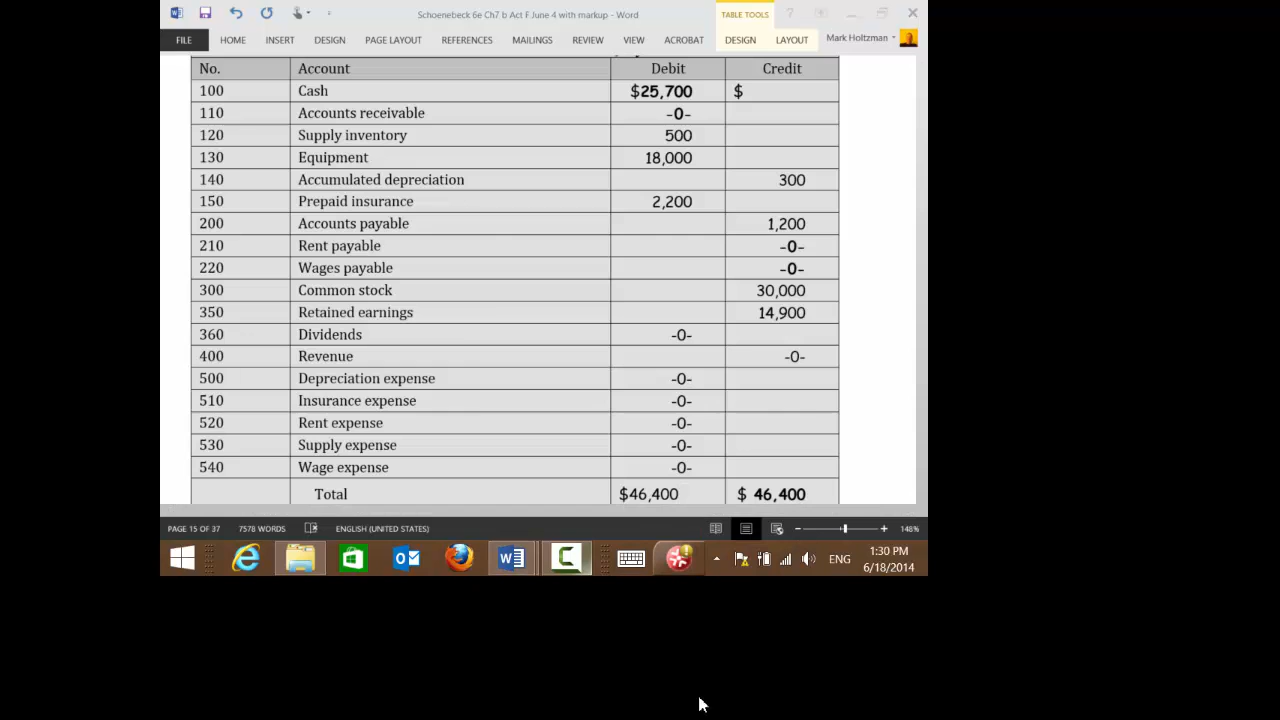 Schoenebeck 6e Ch7 b Act F June 4 with markup - Word
TABLE TOOLS
?
FILE HOME INSERT DESIGN PAGE LAYOUT REFERENCES MAILINGS REVIEW VIEW ACROBAT DESIGN LAYOUT Mark Holtzman
No. Account Debit Credit
100 Cash $25,700 $
110 Accounts receivable -0-
120 Supply inventory 500
130 Equipment 18,000
140 Accumulated depreciation 300
150 Prepaid insurance 2,200
200 Accounts payable 1,200
210 Rent payable -0-
220 Wages payable -0-
300 Common stock 30,000
350 Retained earnings 14,900
360 Dividends -0-
400 Revenue -0-
500 Depreciation expense -0-
510 Insurance expense -0-
520 Rent expense -0-
530 Supply expense -0-
540 Wage expense -0-
Total $46,400 $ 46,400
PAGE 15 OF 37 7578 WORDS ENGLISH (UNITED STATES) 148%
ENG 1:30 PM
6/18/2014